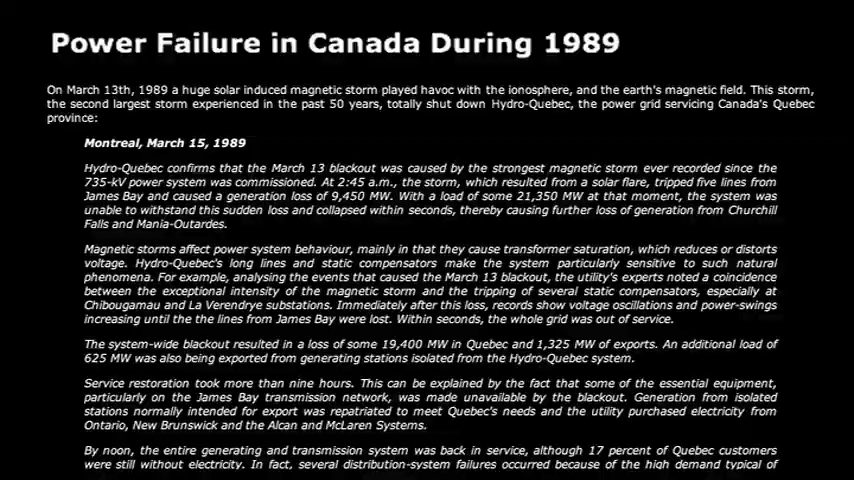 Power Failure in Canada During 1989
On March 13th, 1989 a huge solar induced magnetic storm played havoc with the ionosphere, and the earth's magnetic field. This storm,
the second largest storm experienced in the past 50 years, totally shut down Hydro-Quebec, the power grid servicing Canada's Quebec
province:
Montreal, March 15, 1989
Hydro-Quebec confirms that the March 13 blackout was caused by the strongest magnetic storm ever recorded since the
735-kV power system was commissioned. At 2:45 a.m., the storm, which resulted from a solar flare, tripped five lines from
James Bay and caused a generation loss of 9,450 MW. With a load of some 21,350 MW at that moment, the system was
unable to withstand this sudden loss and collapsed within seconds, thereby causing further loss of generation from Churchill
Falls and Mania-Outardes.
Magnetic storms affect power system behaviour, mainly in that they cause transformer saturation, which reduces or distorts
voltage. Hydro-Quebec's long lines and static compensators make the system particularly sensitive to such natural
phenomena. For example, analysing the events that caused the March 13 blackout, the utility's experts noted a coincidence
between the exceptional intensity of the magnetic storm and the tripping of several static compensators, especially at
Chibougamau and La Verendrye substations. Immediately after this loss, records show voltage oscillations and power-swings
increasing until the the lines from James Bay were lost. Within seconds, the whole grid was out of service.
The system-wide blackout resulted in a loss of some 19,400 MW in Quebec and 1,325 MW of exports. An additional load of
625 MW was also being exported from generating stations isolated from the Hydro-Quebec system.
Service restoration took more than nine hours. This can be explained by the fact that some of the essential equipment,
particularly on the James Bay transmission network, was made unavailable by the blackout. Generation from isolated
stations normally intended for export was repatriated to meet Quebec's needs and the utility purchased electricity from
Ontario, New Brunswick and the Alcan and McLaren Systems.
By noon, the entire generating and transmission system was back in service, although 17 percent of Quebec customers
were still without electricity. In fact, several distribution-system failures occurred because of the high demand typical of